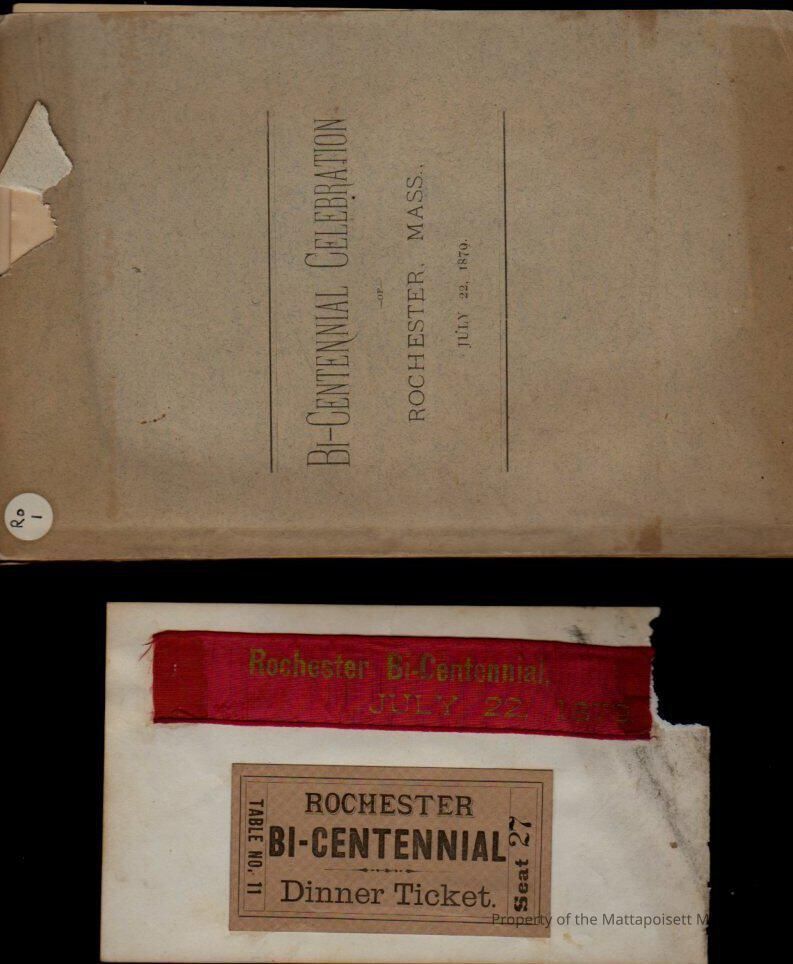 BI-CENTENNIAL CELEBRATION
—OF—
ROCHESTER, MASS.,
JULY 22, 1879.
Ro
1
Rochester Bi-Centennial,
JULY 22, 1879
TABLE NO. 11
ROCHESTER
BI-CENTENNIAL
Dinner Ticket.
Seat 27
Property of the Mattapoisett M